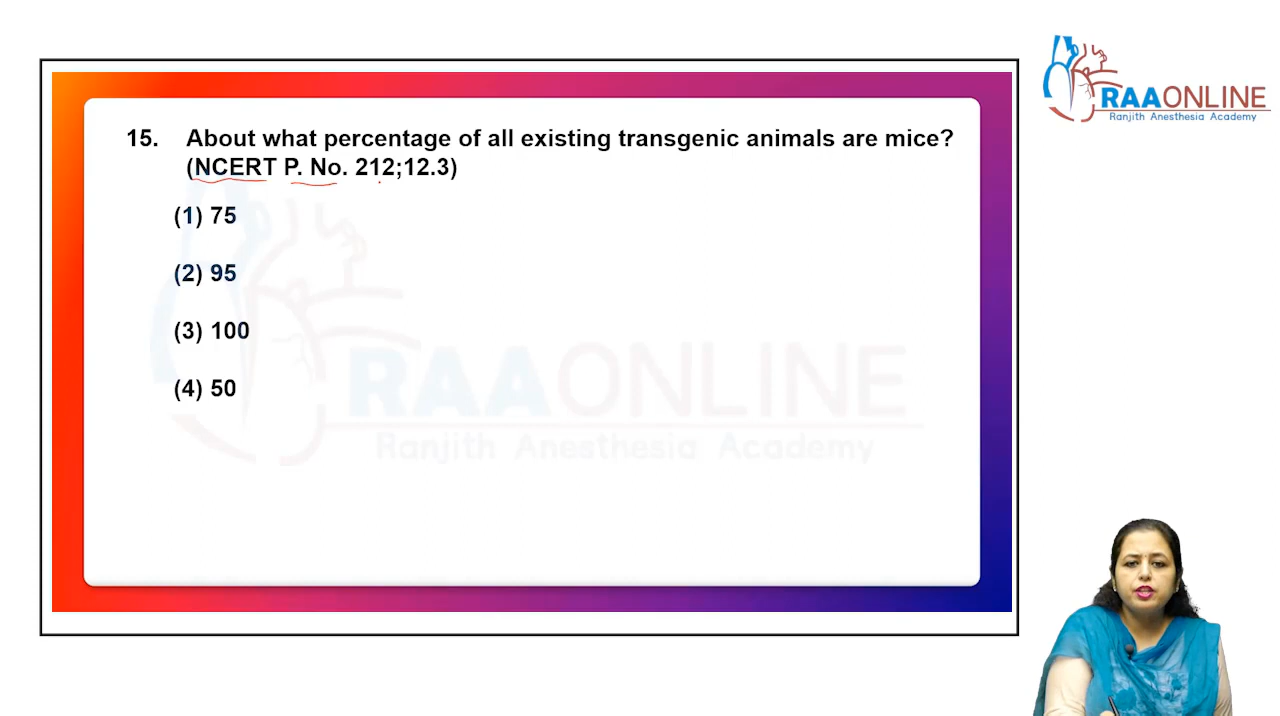 15. About what percentage of all existing transgenic animals are mice?
(NCERT P. No. 212;12.3)
(1) 75
(2) 95
(3) 100
(4) 50
RAAONLINE
Ranjith Anesthesia Academy
RAAONLINE
Ranjith Anesthesia Academy